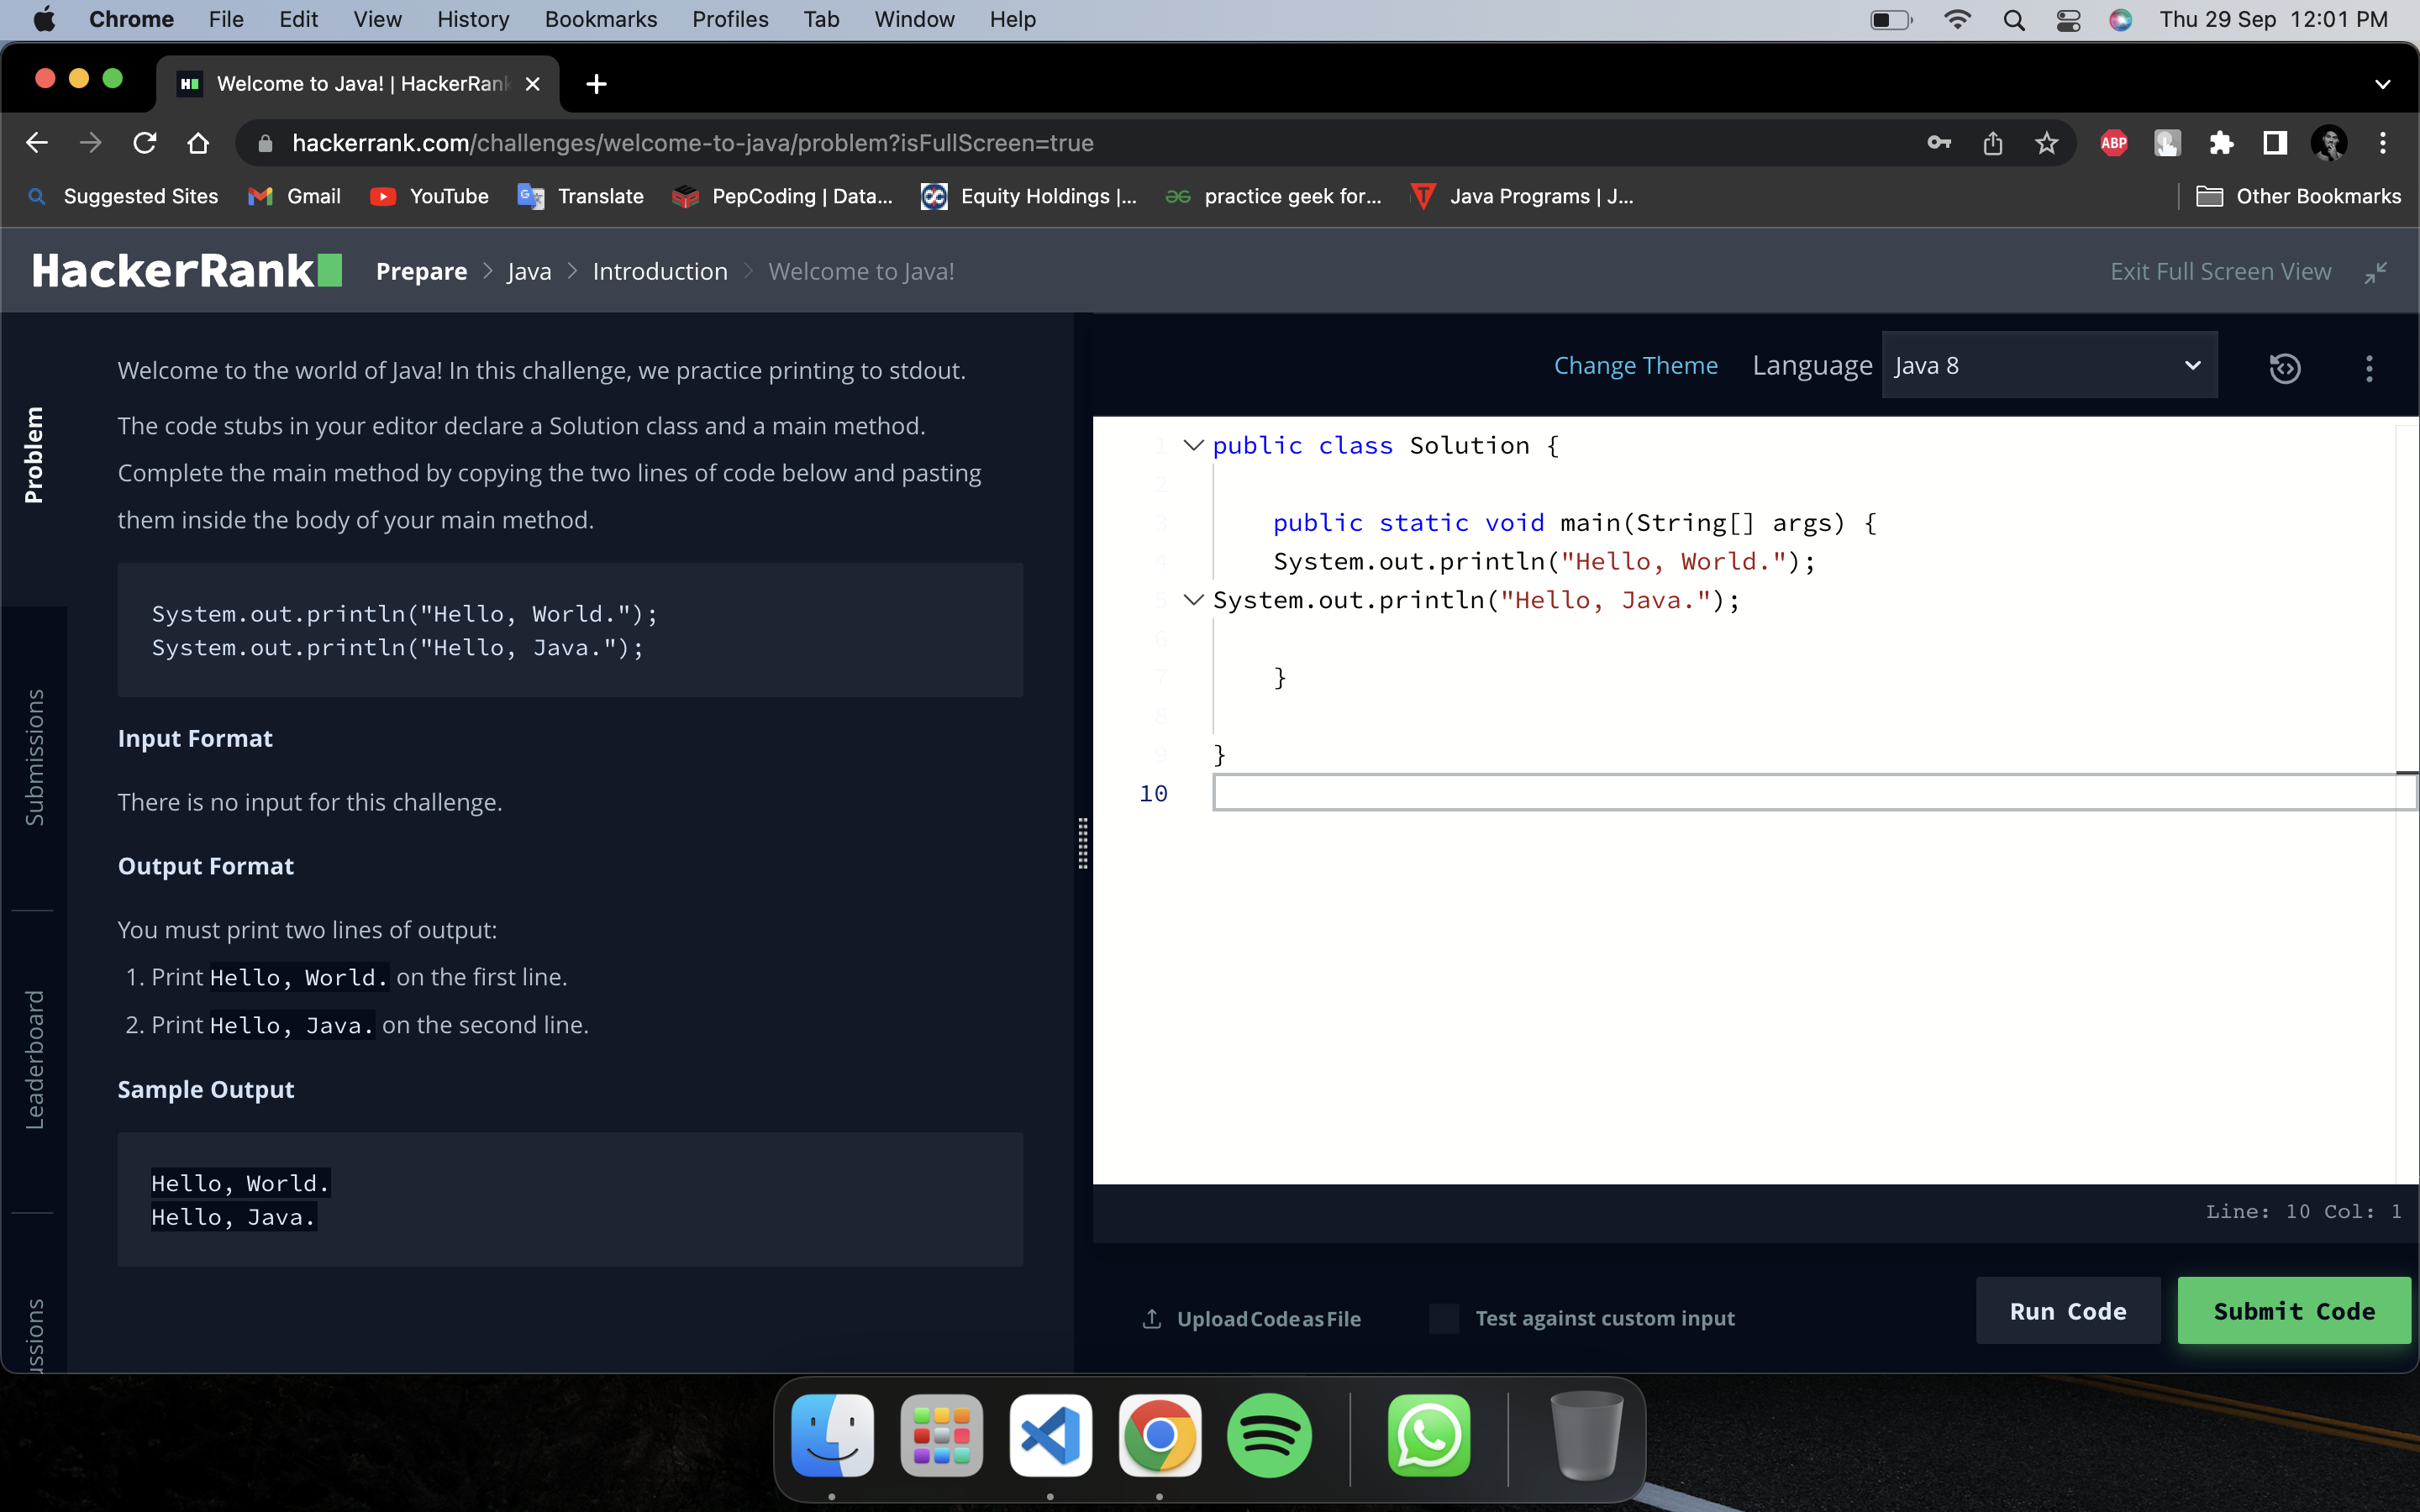 Chrome File Edit View History Bookmarks Profiles Tab Window Help Thu 29 Sep 12:01 PM
Welcome to Java! | HackerRank
hackerrank.com/challenges/welcome-to-java/problem?isFullScreen=true ABP
Suggested Sites Gmail YouTube Translate PepCoding | Data... Equity Holdings |... practice geek for... Java Programs | J... Other Bookmarks
HackerRank Prepare > Java > Introduction > Welcome to Java! Exit Full Screen View
Problem
Submissions
Leaderboard
ussions
Welcome to the world of Java! In this challenge, we practice printing to stdout.
The code stubs in your editor declare a Solution class and a main method.
Complete the main method by copying the two lines of code below and pasting
them inside the body of your main method.
System.out.println("Hello, World.");
System.out.println("Hello, Java.");
Input Format
There is no input for this challenge.
Output Format
You must print two lines of output:
1. Print Hello, World. on the first line.
2. Print Hello, Java. on the second line.
Sample Output
Hello, World.
Hello, Java.
Change Theme Language Java 8
1 public class Solution {
2
3 public static void main(String[] args) {
4 System.out.println("Hello, World.");
5 System.out.println("Hello, Java.");
6
7 }
8
9 }
10
Line: 10 Col: 1
Upload Code as File Test against custom input Run Code Submit Code